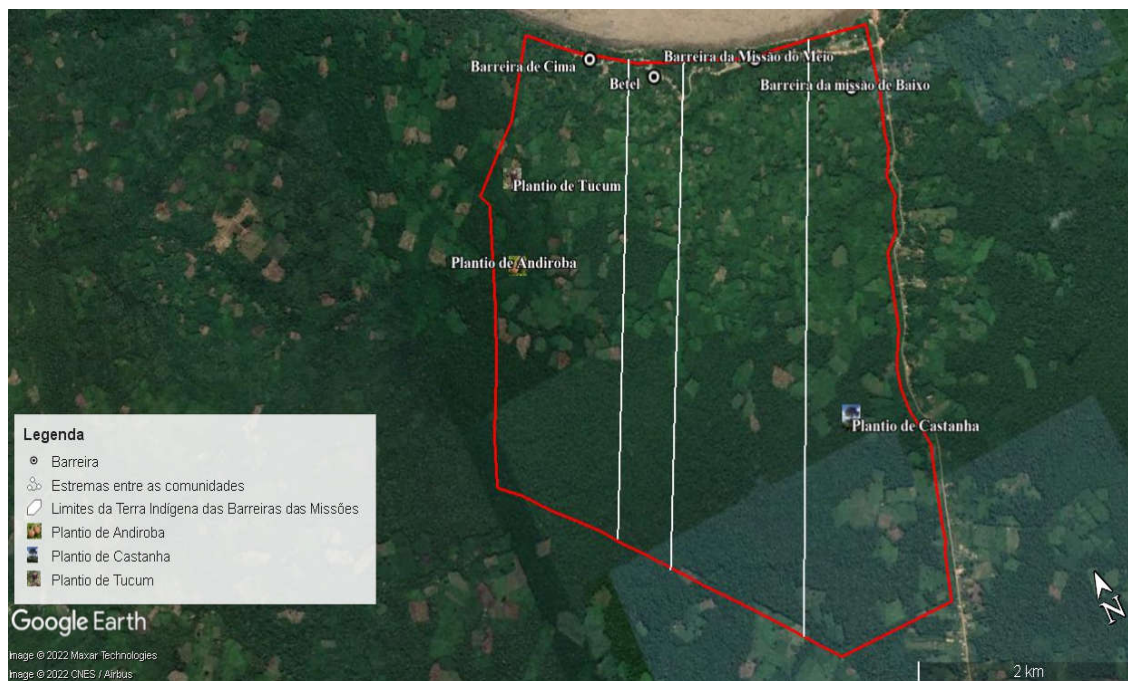 Barreira da Missão do Meio
Barreira de Cima
Betel
Barreira da missão de Baixo
Plantio de Tucum
Plantio de Andiroba
Plantio de Castanha
Legenda
Barreira
Estremas entre as comunidades
Limites da Terra Indígena das Barreiras das Missões
Plantio de Andiroba
Plantio de Castanha
Plantio de Tucum
Google Earth
Image © 2022 Maxar Technologies
Image © 2022 CNES / Airbus
N
2 km